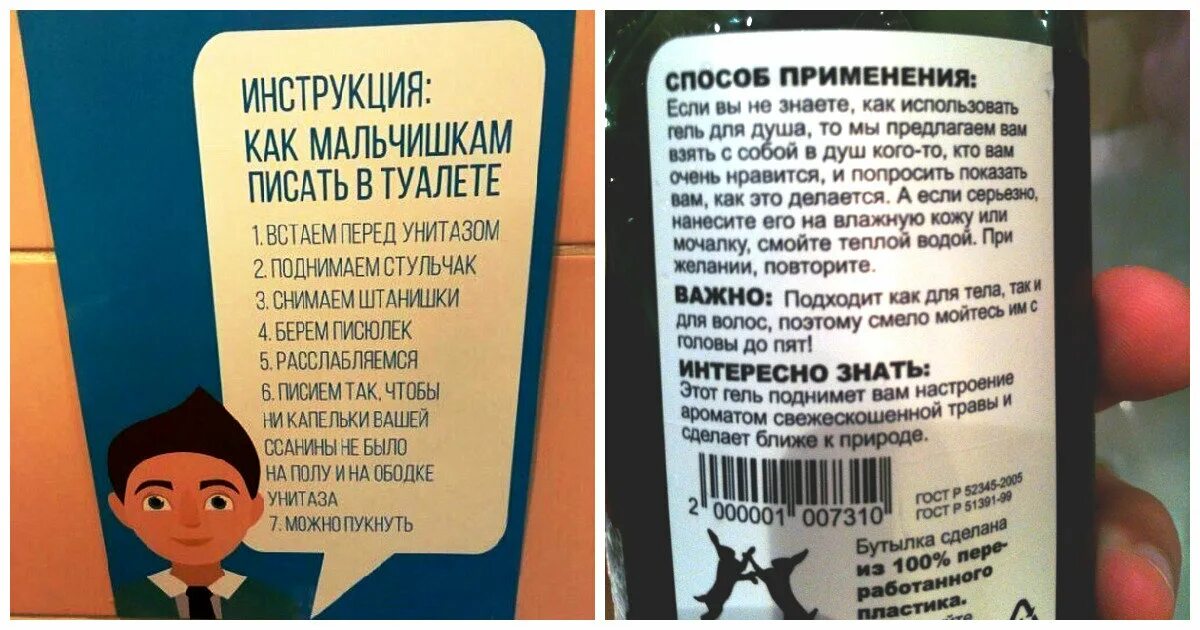 ИНСТРУКЦИЯ:
КАК МАЛЬЧИШКАМ
ПИСАТЬ В ТУАЛЕТЕ
1. ВСТАЕМ ПЕРЕД УНИТАЗОМ
2. ПОДНИМАЕМ СТУЛЬЧАК
3. СНИМАЕМ ШТАНИШКИ
4. БЕРЕМ ПИСЮЛЕК
5. РАССЛАБЛЯЕМСЯ
6. ПИСИЕМ ТАК, ЧТОБЫ
НИ КАПЕЛЬКИ ВАШЕЙ
ССАНИНЫ НЕ БЫЛО
НА ПОЛУ И НА ОБОДКЕ
УНИТАЗА
7. МОЖНО ПУКНУТЬ
СПОСОБ ПРИМЕНЕНИЯ:
Если вы не знаете, как использовать
гель для душа, то мы предлагаем вам
взять с собой в душ кого-то, кто вам
очень нравится, и попросить показать
вам, как это делается. А если серьезно,
нанесите его на влажную кожу или
мочалку, смойте теплой водой. При
желании, повторите.
ВАЖНО: Подходит как для тела, так и
для волос, поэтому смело мойтесь им с
головы до пят!
ИНТЕРЕСНО ЗНАТЬ:
Этот гель поднимет вам настроение
ароматом свежескошенной травы и
сделает ближе к природе.
2 000001 007310
ГОСТ Р 52345-2005
ГОСТ Р 51391-99
Бутылка сделана
из 100% пере-
работанного
пластика.